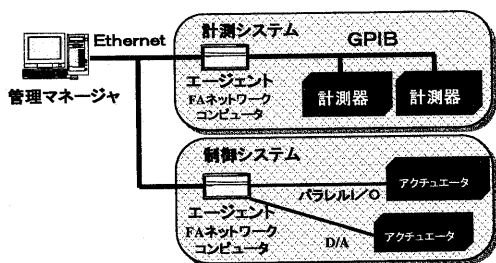 計測システム
Ethernet
GPIB
エージェント
FAネットワーク
コンピュータ
計測器
計測器
管理マネージャ
制御システム
アクチュエータ
パラレルI/O
エージェント
FAネットワーク
コンピュータ
D/A
アクチュエータ